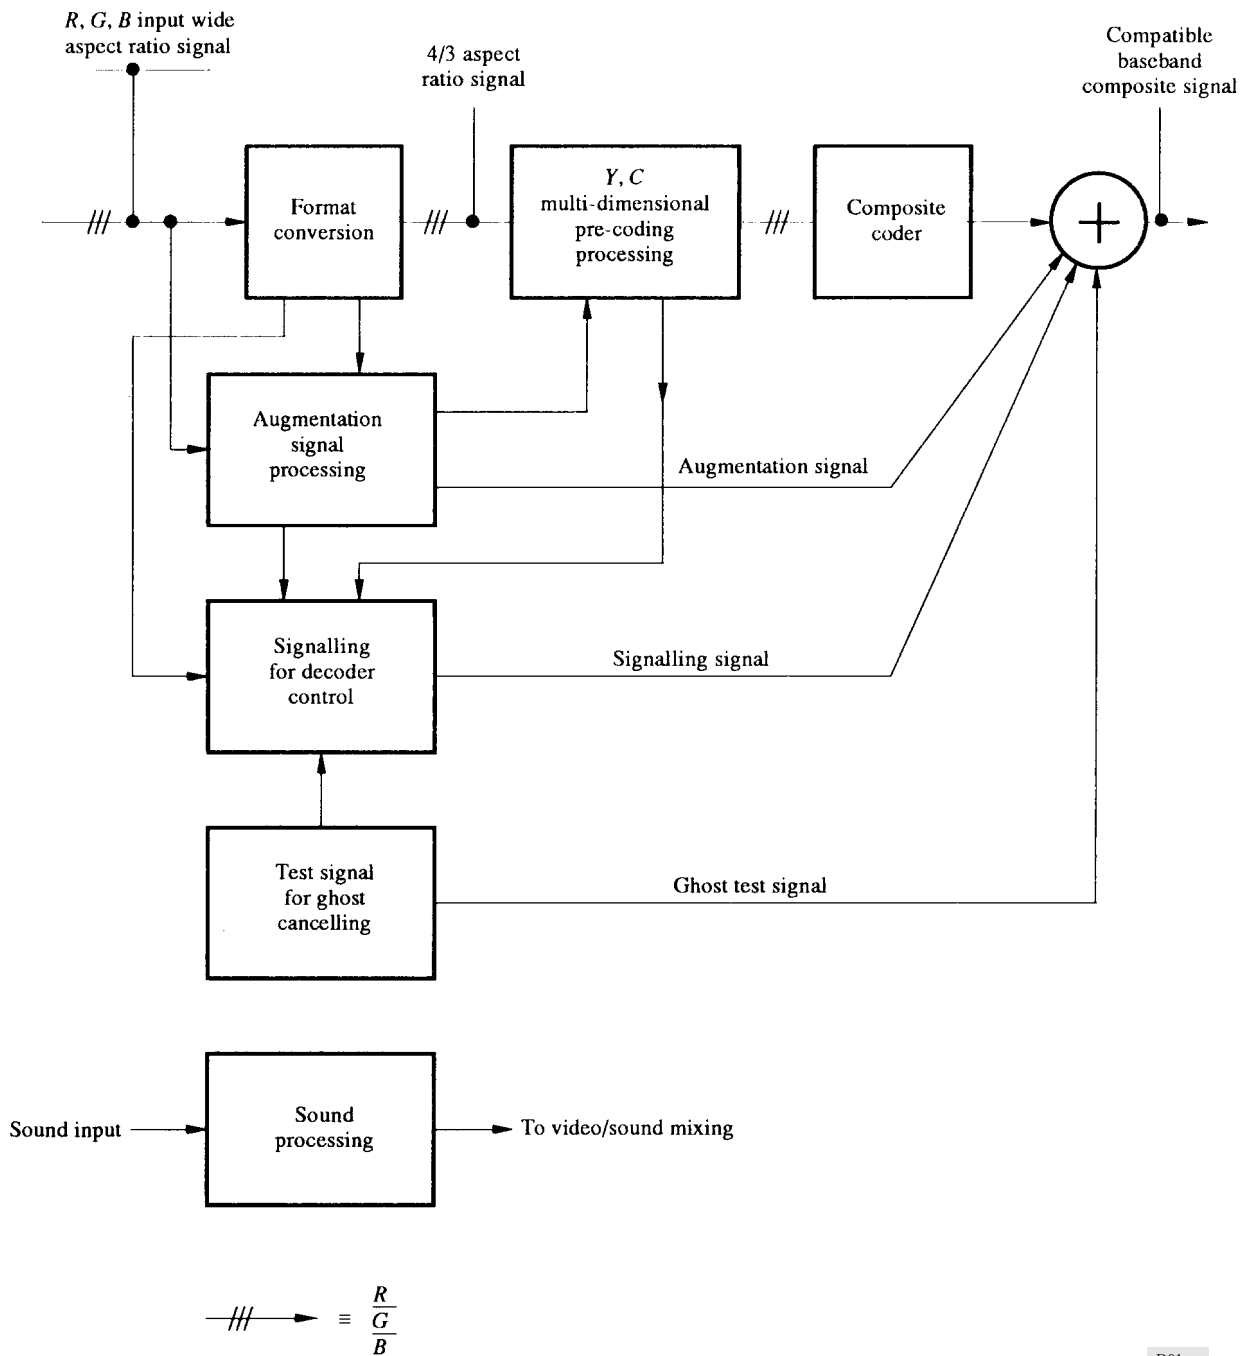 R, G, B input wide
aspect ratio signal
4/3 aspect
ratio signal
Compatible
baseband
composite signal
Format
conversion
Y, C
multi-dimensional
pre-coding
processing
Composite
coder
+
Augmentation
signal
processing
Augmentation signal
Signalling
for decoder
control
Signalling signal
Test signal
for ghost
cancelling
Ghost test signal
Sound input
Sound
processing
To video/sound mixing
≡
R
G
B